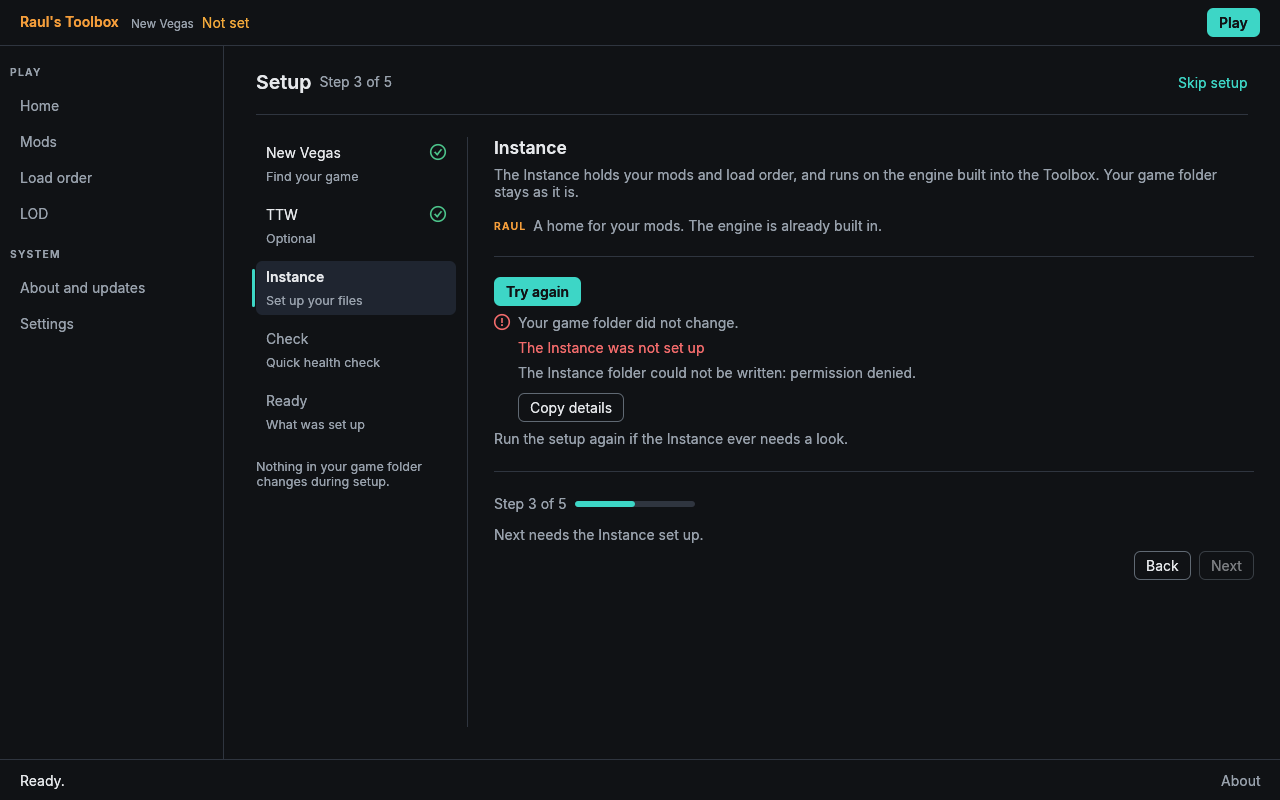 Raul's Toolbox New Vegas Not set
Play
PLAY
Home
Mods
Load order
LOD
SYSTEM
About and updates
Settings
Setup Step 3 of 5
Skip setup
New Vegas
Find your game
TTW
Optional
Instance
Set up your files
Check
Quick health check
Ready
What was set up
Nothing in your game folder
changes during setup.
Instance
The Instance holds your mods and load order, and runs on the engine built into the Toolbox. Your game folder
stays as it is.
RAUL A home for your mods. The engine is already built in.
Try again
Your game folder did not change.
The Instance was not set up
The Instance folder could not be written: permission denied.
Copy details
Run the setup again if the Instance ever needs a look.
Step 3 of 5
Next needs the Instance set up.
Back
Next
Ready.
About